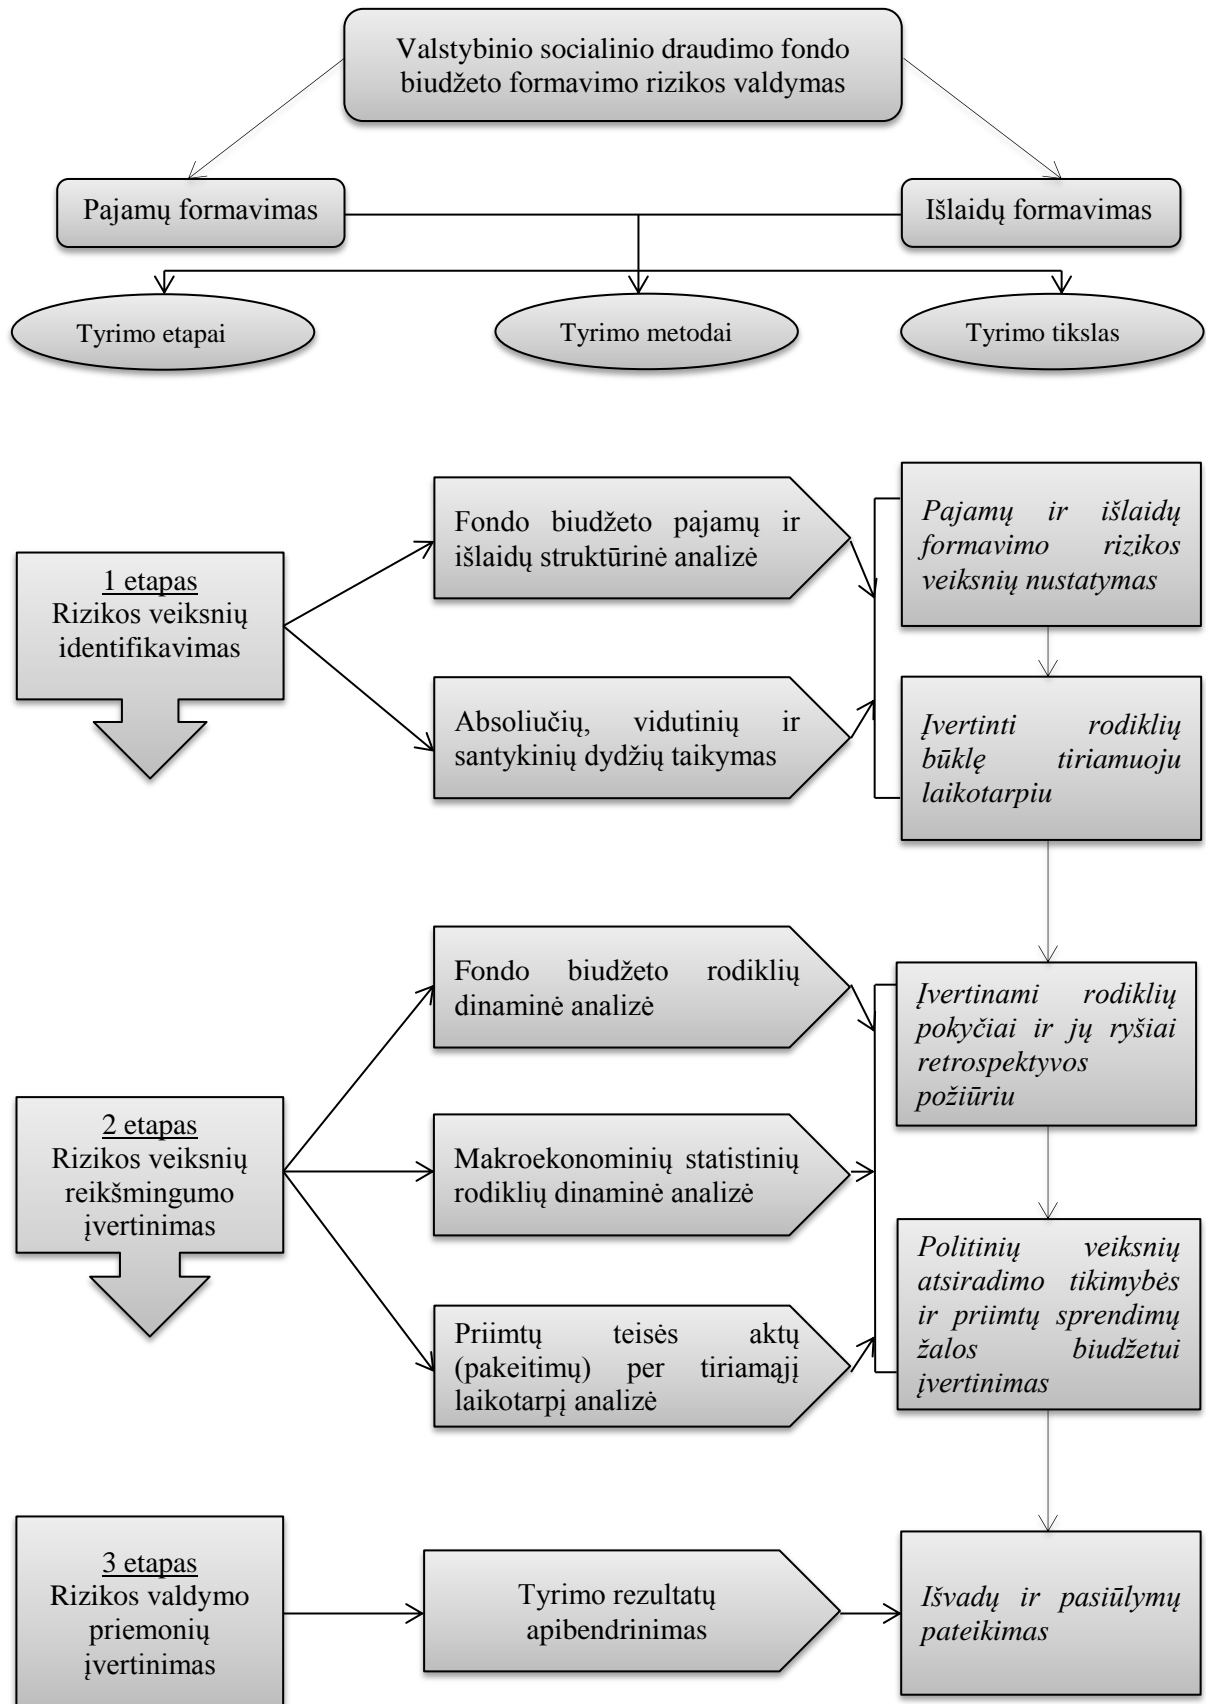 Valstybinio socialinio draudimo fondo
biudžeto formavimo rizikos valdymas
Pajamų formavimas
Išlaidų formavimas
Tyrimo etapai
Tyrimo metodai
Tyrimo tikslas
1 etapas
Rizikos veiksnių
identifikavimas
Fondo biudžeto pajamų ir
išlaidų struktūrinė analizė
Absoliučių, vidutinių ir
santykinių dydžių taikymas
Pajamų ir išlaidų
formavimo rizikos
veiksnių nustatymas
Įvertinti rodiklių
būklę tiriamuoju
laikotarpiu
2 etapas
Rizikos veiksnių
reikšmingumo
įvertinimas
Fondo biudžeto rodiklių
dinaminė analizė
Makroekonominių statistinių
rodiklių dinaminė analizė
Priimtų teisės aktų
(pakeitimų) per tiriamąjį
laikotarpį analizė
Įvertinami rodiklių
pokyčiai ir jų ryšiai
retrospektyvos
požiūriu
Politinių veiksnių
atsiradimo tikimybės
ir priimtų sprendimų
žalos biudžetui
įvertinimas
3 etapas
Rizikos valdymo
priemonių
įvertinimas
Tyrimo rezultatų
apibendrinimas
Išvadų ir pasiūlymų
pateikimas